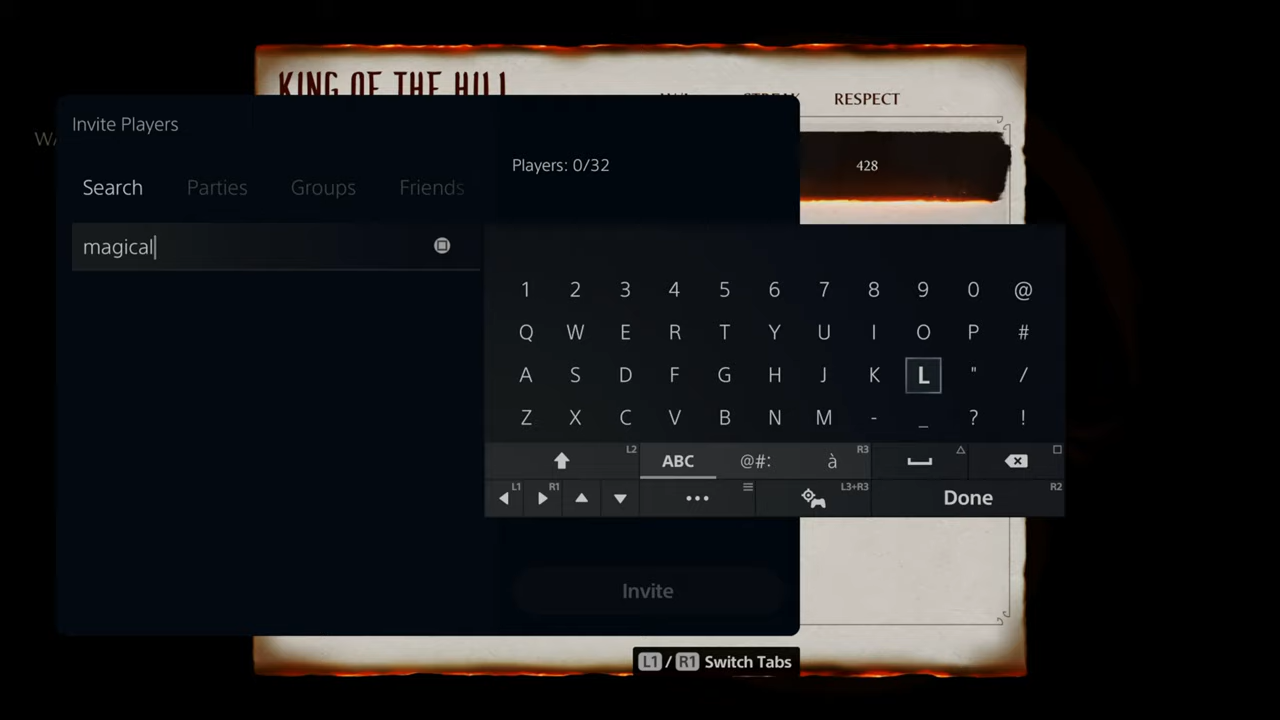 KING OF THE HILL
RESPECT
Invite Players
Players: 0/32
428
Search Parties Groups Friends
magical
1 2 3 4 5 6 7 8 9 0 @
Q W E R T Y U I O P #
A S D F G H J K L " /
Z X C V B N M - _ ? !
L2 ABC @#: à R3
L1 R1 L3+R3 Done R2
Invite
L1 / R1 Switch Tabs